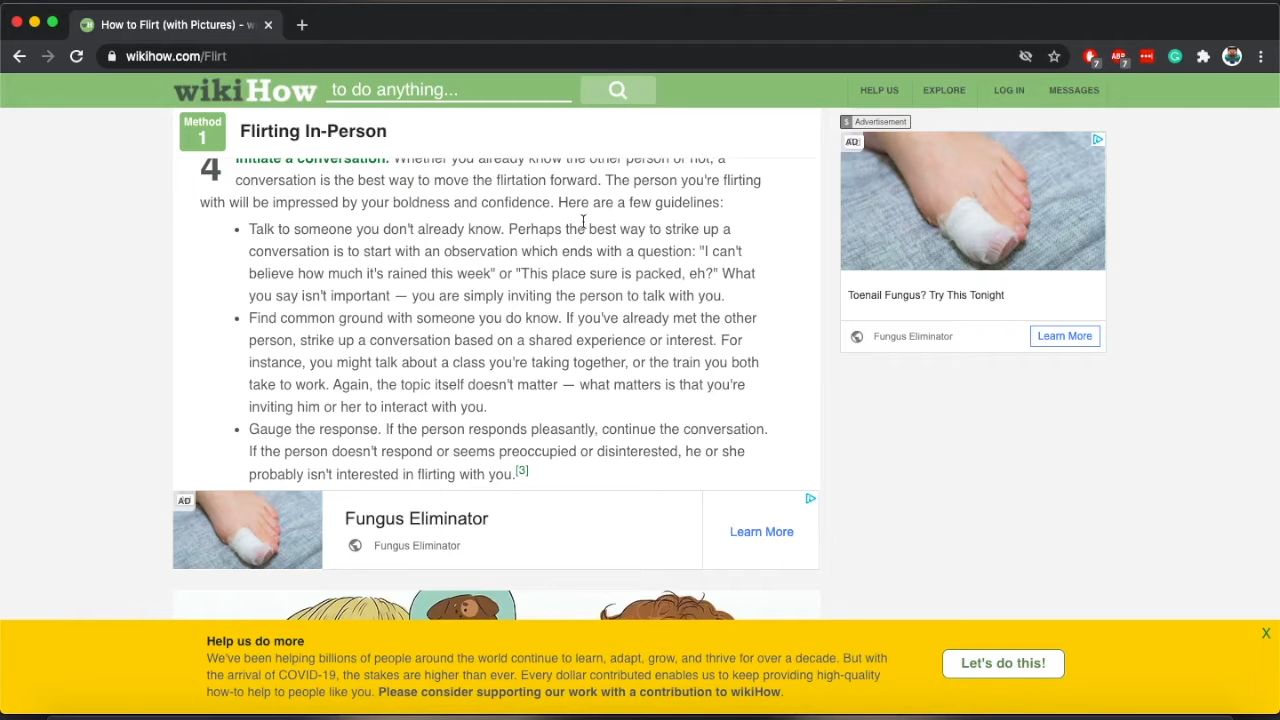 How to Flirt (with Pictures) - w
wikihow.com/Flirt
7
ABP
7
wikiHow
to do anything...
HELP US
EXPLORE
LOG IN
MESSAGES
Method
1
Flirting In-Person
$ Advertisement
4
Initiate a conversation. Whether you already know the other person or not, a
conversation is the best way to move the flirtation forward. The person you're flirting
with will be impressed by your boldness and confidence. Here are a few guidelines:
• Talk to someone you don't already know. Perhaps the best way to strike up a
conversation is to start with an observation which ends with a question: "I can't
believe how much it's rained this week" or "This place sure is packed, eh?" What
you say isn't important — you are simply inviting the person to talk with you.
• Find common ground with someone you do know. If you've already met the other
person, strike up a conversation based on a shared experience or interest. For
instance, you might talk about a class you're taking together, or the train you both
take to work. Again, the topic itself doesn't matter — what matters is that you're
inviting him or her to interact with you.
• Gauge the response. If the person responds pleasantly, continue the conversation.
If the person doesn't respond or seems preoccupied or disinterested, he or she
probably isn't interested in flirting with you.[3]
AD
Toenail Fungus? Try This Tonight
Fungus Eliminator
Learn More
AD
Fungus Eliminator
Fungus Eliminator
Learn More
Help us do more
We've been helping billions of people around the world continue to learn, adapt, grow, and thrive for over a decade. But with
the arrival of COVID-19, the stakes are higher than ever. Every dollar contributed enables us to keep providing high-quality
how-to help to people like you. Please consider supporting our work with a contribution to wikiHow.
Let's do this!
X